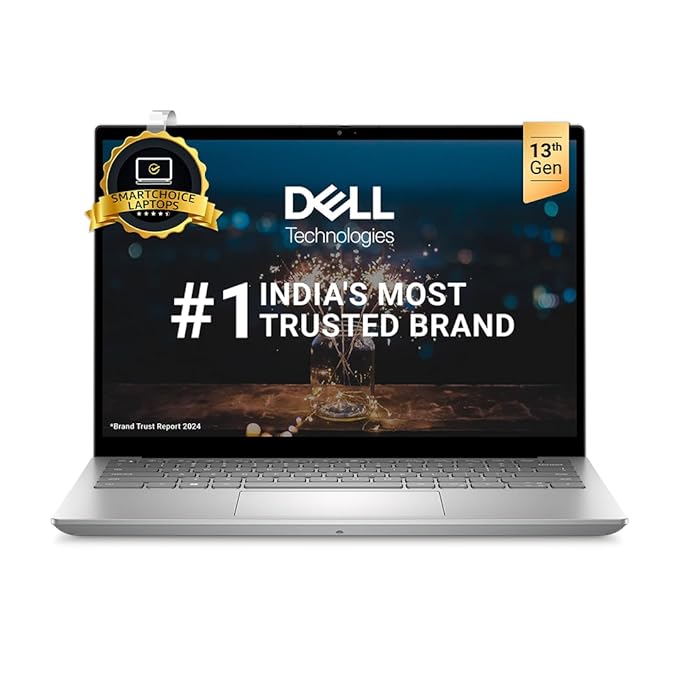 SMARTCHOICE
LAPTOPS
13th
Gen
DELL
Technologies
#1 INDIA'S MOST
TRUSTED BRAND
*Brand Trust Report 2024